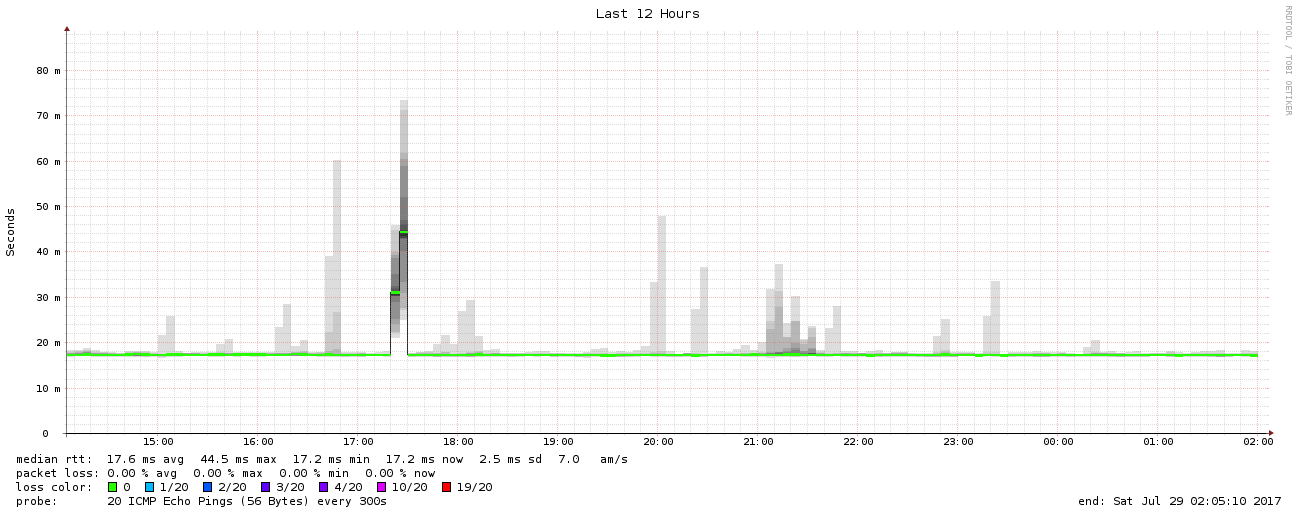 Last 12 Hours
RRDTOOL / TOBI OETIKER
Seconds
80 m
70 m
60 m
50 m
40 m
30 m
20 m
10 m
0
15:00 16:00 17:00 18:00 19:00 20:00 21:00 22:00 23:00 00:00 01:00 02:00
median rtt: 17.6 ms avg 44.5 ms max 17.2 ms min 17.2 ms now 2.5 ms sd 7.0 am/s
packet loss: 0.00 % avg 0.00 % max 0.00 % min 0.00 % now
loss color: 0 1/20 2/20 3/20 4/20 10/20 19/20
probe: 20 ICMP Echo Pings (56 Bytes) every 300s end: Sat Jul 29 02:05:10 2017